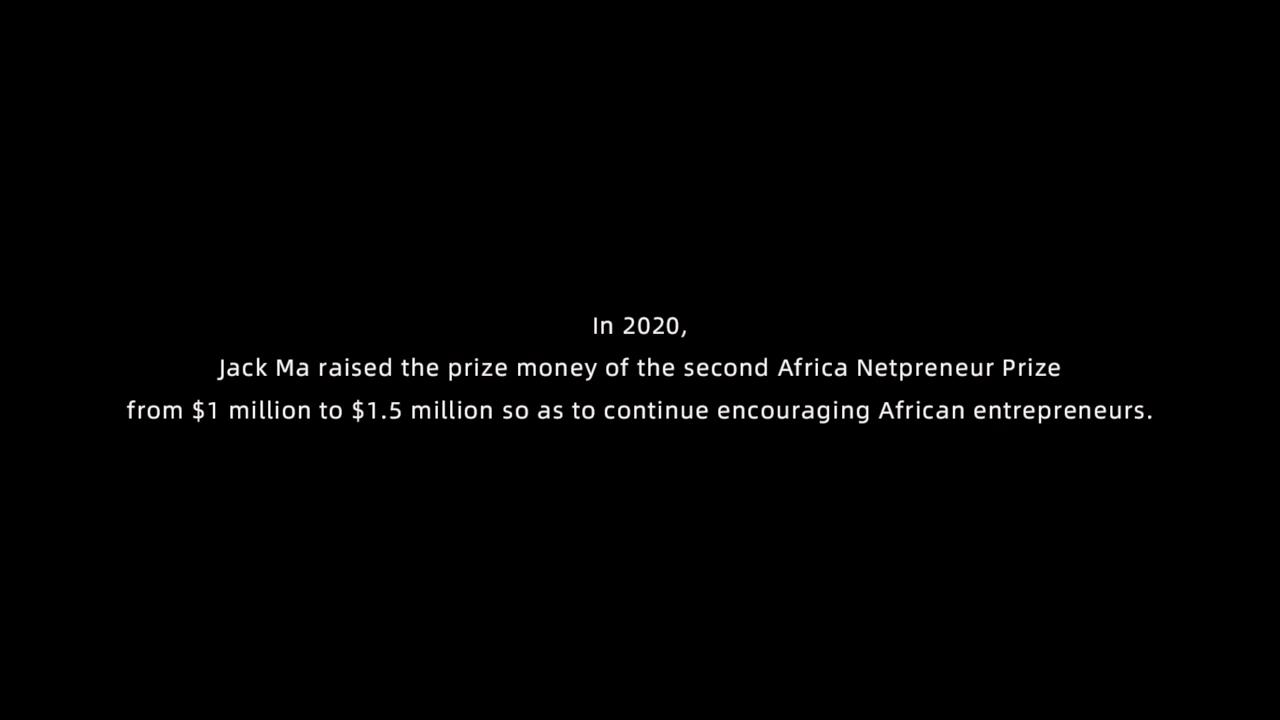 In 2020,
Jack Ma raised the prize money of the second Africa Netpreneur Prize
from $1 million to $1.5 million so as to continue encouraging African entrepreneurs.